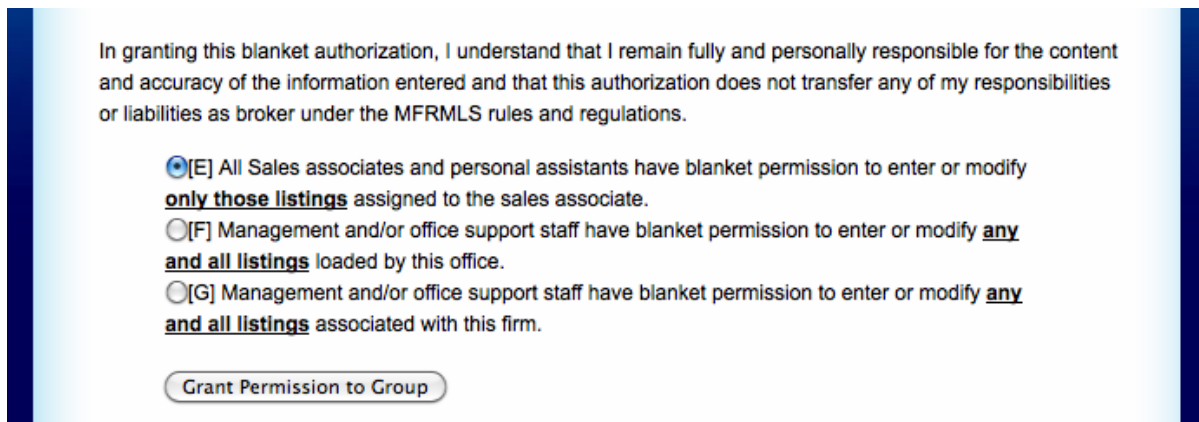 In granting this blanket authorization, I understand that I remain fully and personally responsible for the content
and accuracy of the information entered and that this authorization does not transfer any of my responsibilities
or liabilities as broker under the MFRMLS rules and regulations.
[E] All Sales associates and personal assistants have blanket permission to enter or modify
only those listings assigned to the sales associate.
[F] Management and/or office support staff have blanket permission to enter or modify any
and all listings loaded by this office.
[G] Management and/or office support staff have blanket permission to enter or modify any
and all listings associated with this firm.
Grant Permission to Group